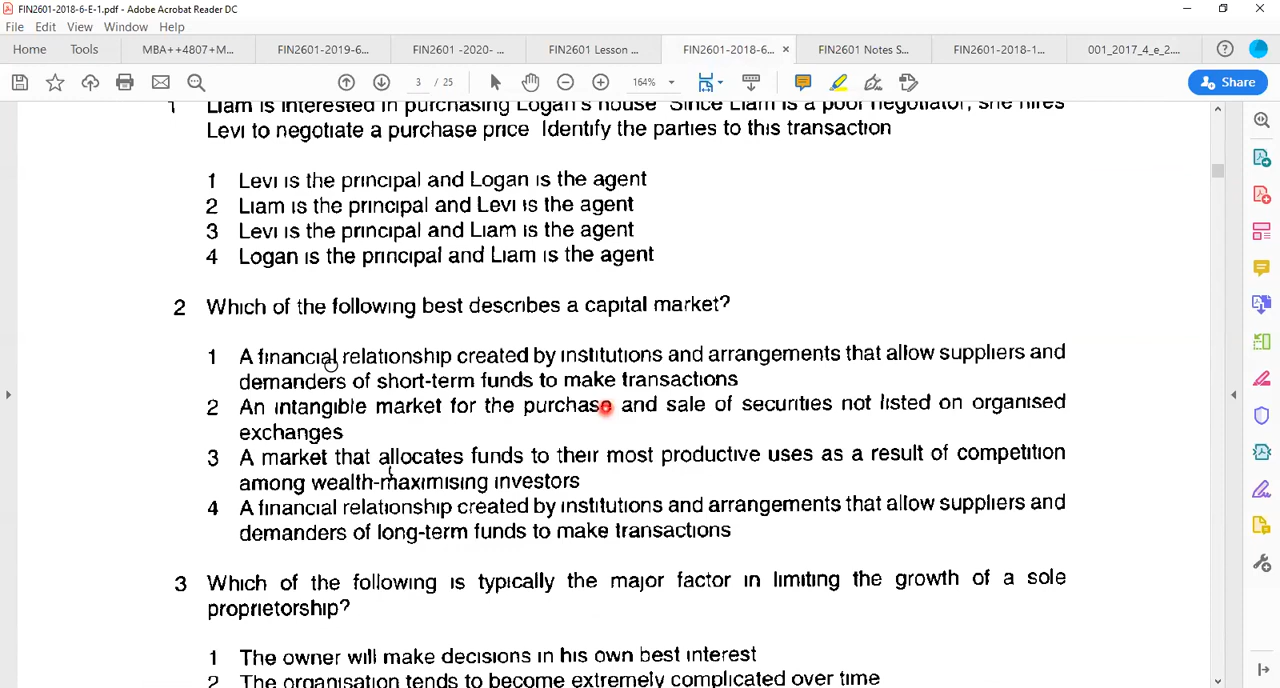 FIN2601-2018-6-E-1.pdf - Adobe Acrobat Reader DC
File Edit View Window Help
Home Tools MBA++4807+M... FIN2601-2019-6... FIN2601 -2020- ... FIN2601 Lesson ... FIN2601-2018-6... × FIN2601 Notes S... FIN2601-2018-1... 001_2017_4_e_2....
3 / 25 164% Share
1 Liam is interested in purchasing Logan's house Since Liam is a poor negotiator, she hires
Levi to negotiate a purchase price Identify the parties to this transaction
1 Levi is the principal and Logan is the agent
2 Liam is the principal and Levi is the agent
3 Levi is the principal and Liam is the agent
4 Logan is the principal and Liam is the agent
2 Which of the following best describes a capital market?
1 A financial relationship created by institutions and arrangements that allow suppliers and
demanders of short-term funds to make transactions
2 An intangible market for the purchase and sale of securities not listed on organised
exchanges
3 A market that allocates funds to their most productive uses as a result of competition
among wealth-maximising investors
4 A financial relationship created by institutions and arrangements that allow suppliers and
demanders of long-term funds to make transactions
3 Which of the following is typically the major factor in limiting the growth of a sole
proprietorship?
1 The owner will make decisions in his own best interest
2 The organisation tends to become extremely complicated over time